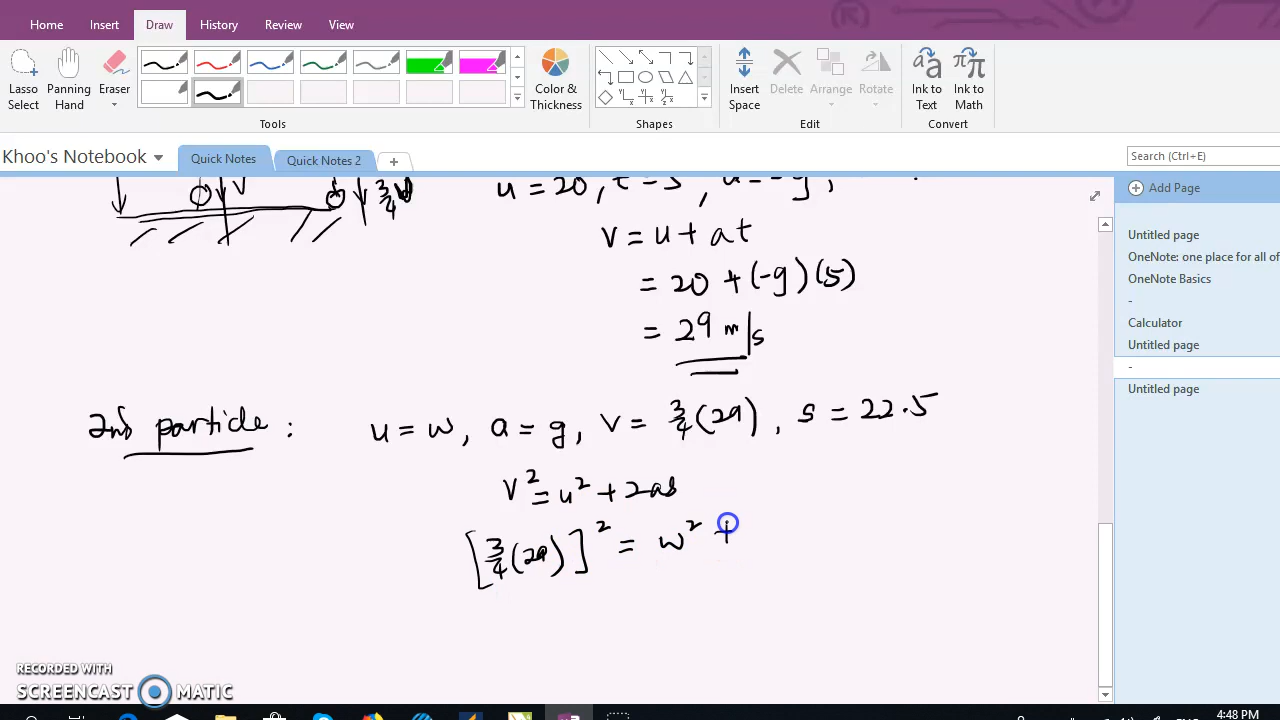 Home Insert Draw History Review View
Lasso Select
Panning Hand
Eraser
Color & Thickness
Insert Space
Delete
Arrange
Rotate
Ink to Text
Ink to Math
Tools
Shapes
Edit
Convert
Khoo's Notebook
Quick Notes
Quick Notes 2
+
Search (Ctrl+E)
Add Page
Untitled page
OneNote: one place for all of
OneNote Basics
-
Calculator
Untitled page
-
Untitled page
V
3/4 V
u = 20, t = 5, a = -g,
V = u + at
= 20 + (-g)(5)
= 29 m/s
2nd particle : u = w, a = g, v = 3/4(29), s = 22.5
V² = u² + 2as
[3/4(29)]² = w² +
RECORDED WITH
SCREENCAST MATIC
4:48 PM